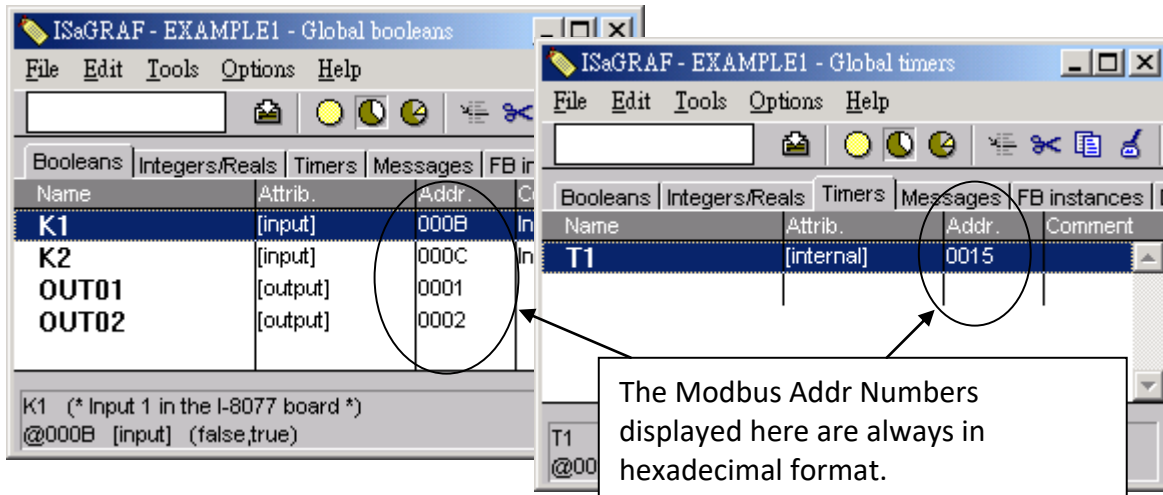 ISaGRAF - EXAMPLE1 - Global booleans
File Edit Tools Options Help
Booleans Integers/Reals Timers Messages FB in
Name Attrib. Addr.
K1 [input] 000B In
K2 [input] 000C In
OUT01 [output] 0001
OUT02 [output] 0002
K1 (* Input 1 in the I-8077 board *)
@000B [input] (false,true)
ISaGRAF - EXAMPLE1 - Global timers
File Edit Tools Options Help
Booleans Integers/Reals Timers Messages FB instances
Name Attrib. Addr. Comment
T1 [internal] 0015
T1
@00
The Modbus Addr Numbers
displayed here are always in
hexadecimal format.